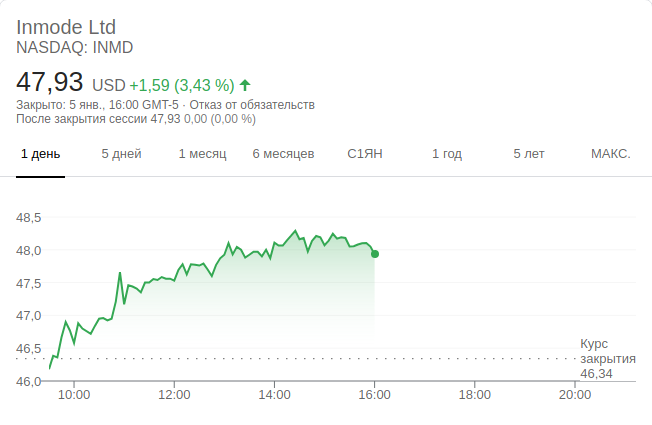 Inmode Ltd
NASDAQ: INMD
47,93 USD +1,59 (3,43 %)
Закрыто: 5 янв., 16:00 GMT-5 · Отказ от обязательств
После закрытия сессии 47,93 0,00 (0,00 %)
1 день 5 дней 1 месяц 6 месяцев С1ЯН 1 год 5 лет МАКС.
48,5
48,0
47,5
47,0
46,5
46,0
Курс
закрытия
46,34
10:00 12:00 14:00 16:00 18:00 20:00